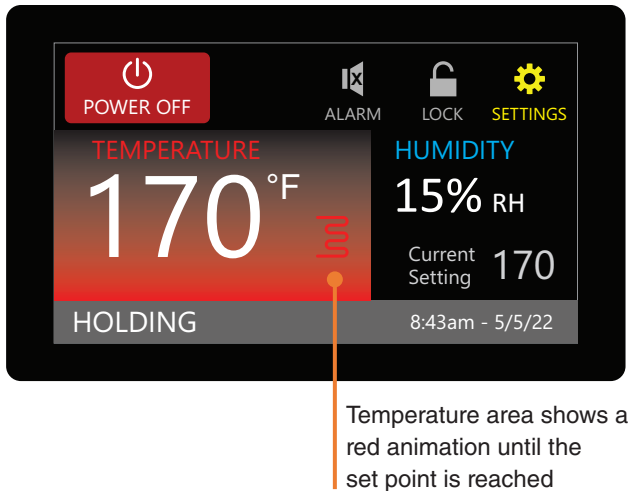 POWER OFF
ALARM
LOCK
SETTINGS
TEMPERATURE
170°F
HUMIDITY
15% RH
Current
Setting
170
HOLDING
8:43am - 5/5/22
Temperature area shows a
red animation until the
set point is reached